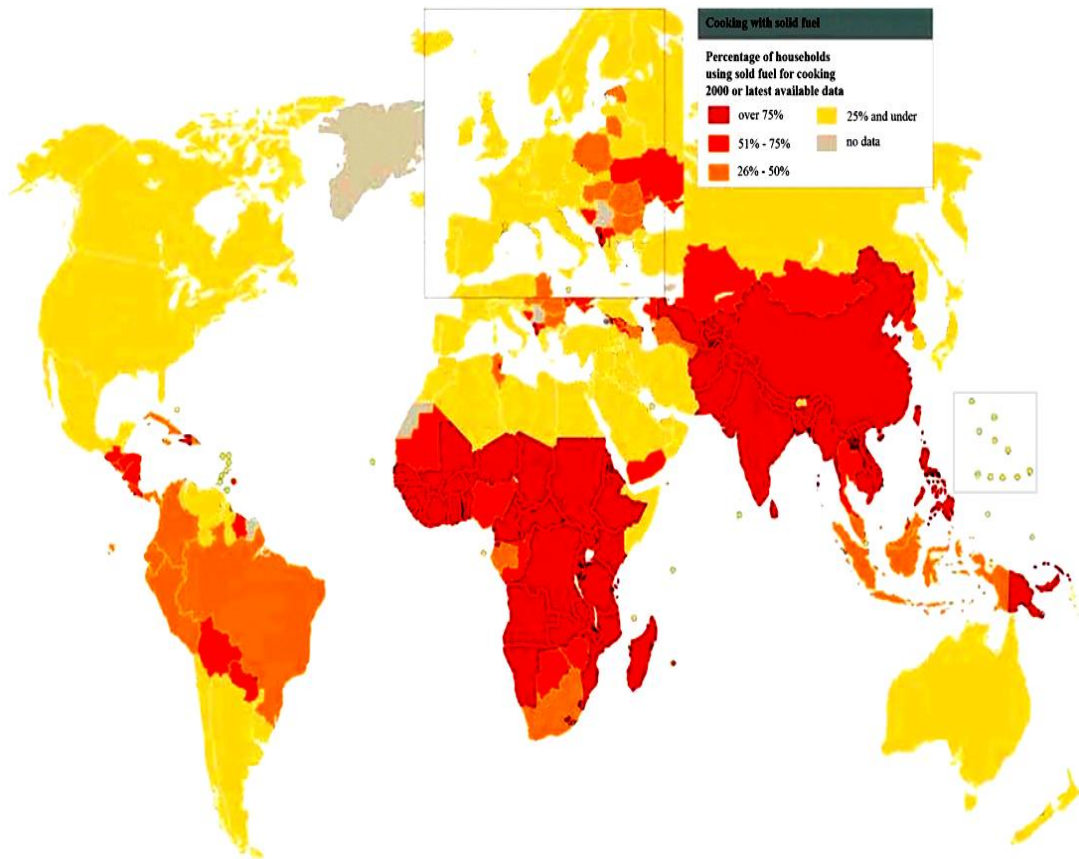 Cooking with solid fuel
Percentage of households
using sold fuel for cooking
2000 or latest available data
over 75%
51% - 75%
26% - 50%
25% and under
no data